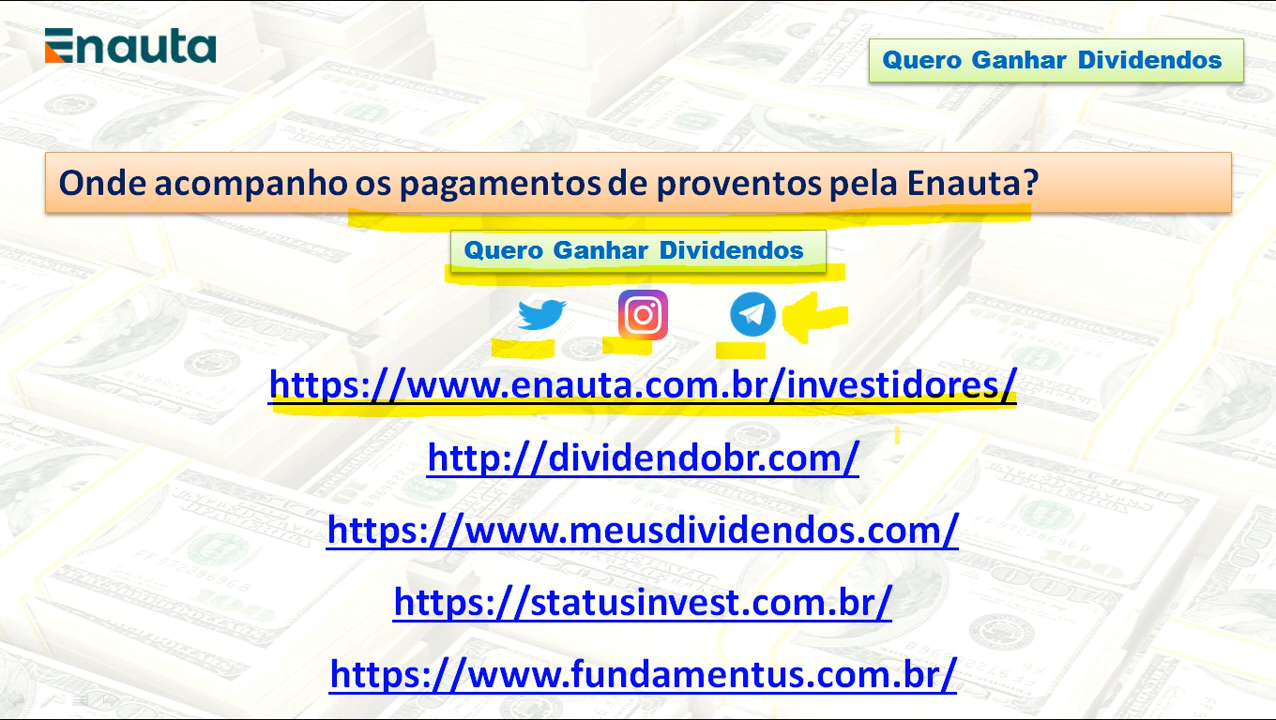 Enauta
Quero Ganhar Dividendos
Onde acompanho os pagamentos de proventos pela Enauta?
Quero Ganhar Dividendos
https://www.enauta.com.br/investidores/
http://dividendobr.com/
https://www.meusdividendos.com/
https://statusinvest.com.br/
https://www.fundamentus.com.br/